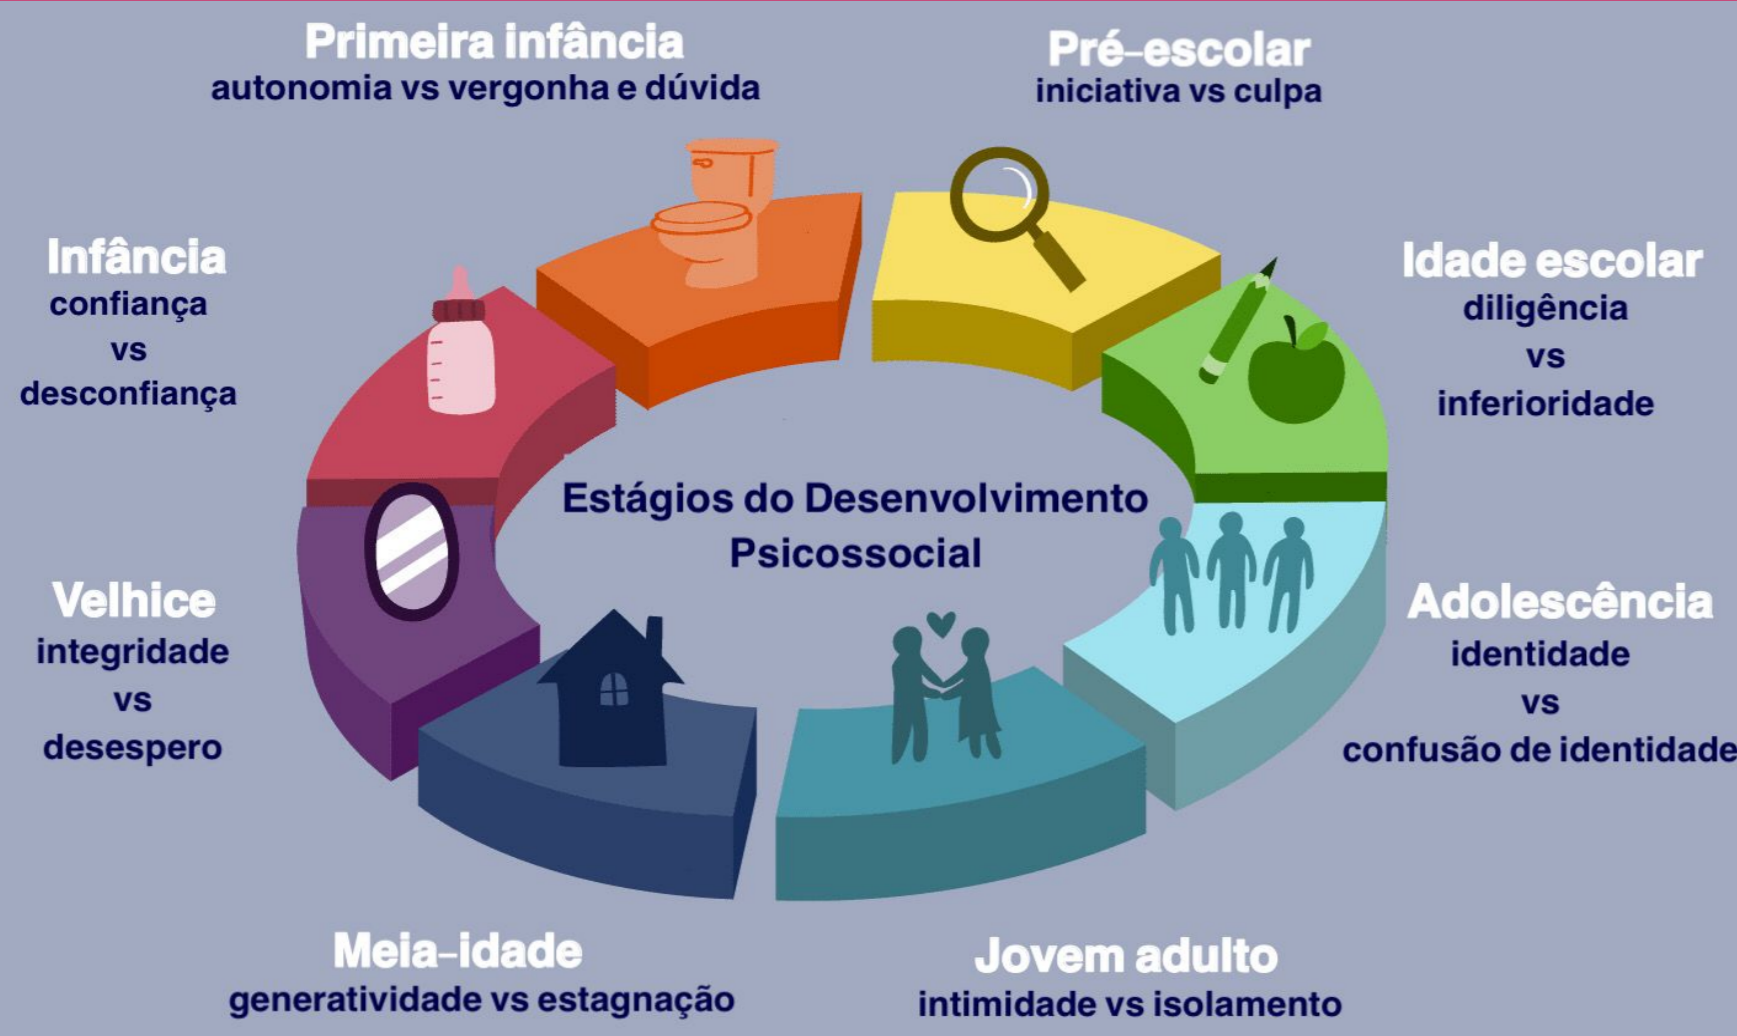 Primeira infância
autonomia vs vergonha e dúvida
Pré-escolar
iniciativa vs culpa
Infância
confiança
vs
desconfiança
Idade escolar
diligência
vs
inferioridade
Estágios do Desenvolvimento
Psicossocial
Velhice
integridade
vs
desespero
Adolescência
identidade
vs
confusão de identidade
Meia-idade
generatividade vs estagnação
Jovem adulto
intimidade vs isolamento